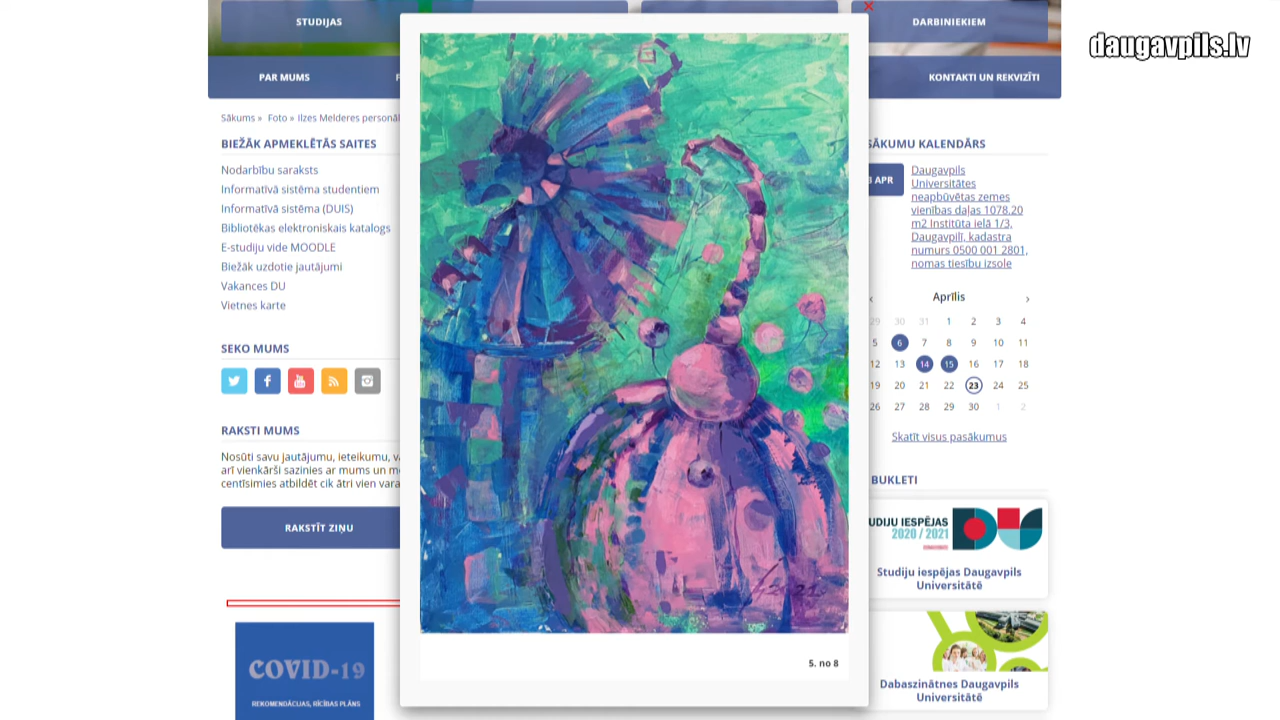 daugavpils.lv
STUDIJAS
DARBINIEKIEM
PAR MUMS
KONTAKTI UN REKVIZĪTI
Sākums » Foto » Ilzes Melderes personāl
BIEŽĀK APMEKLĒTĀS SAITES
Nodarbību saraksts
Informatīvā sistēma studentiem
Informatīvā sistēma (DUIS)
Bibliotēkas elektroniskais katalogs
E-studiju vide MOODLE
Biežāk uzdotie jautājumi
Vakances DU
Vietnes karte
SEKO MUMS
RAKSTI MUMS
Nosūti savu jautājumu, ieteikumu, v
arī vienkārši sazinies ar mums un m
centīsimies atbildēt cik ātri vien vara
RAKSTĪT ZIŅU
COVID-19
REKOMENDĀCIJAS, RĪCĪBAS PLĀNS
2021
5. no 8
SĀKUMU KALENDĀRS
APR
Daugavpils
Universitātes
neapbūvētas zemes
vienības daļas 1078.20
m2 Institūta ielā 1/3,
Daugavpilī, kadastra
numurs 0500 001 2801,
nomas tiesību izsole
‹ Aprīlis ›
29 30 31 1 2 3 4
5 6 7 8 9 10 11
12 13 14 15 16 17 18
19 20 21 22 23 24 25
26 27 28 29 30 1 2
Skatīt visus pasākumus
BUKLETI
UDIJU IESPĒJAS
2020 / 2021
Studiju iespējas Daugavpils
Universitātē
Dabaszinātnes Daugavpils
Universitātē